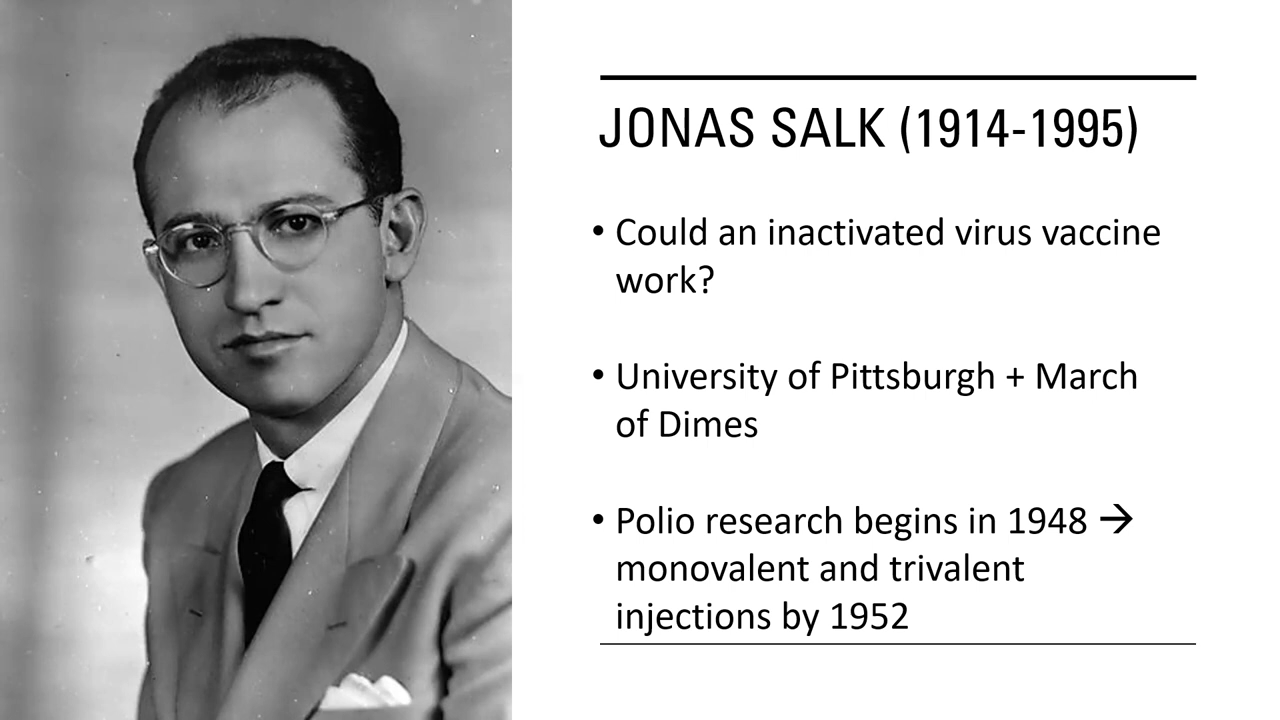 JONAS SALK (1914-1995)
• Could an inactivated virus vaccine
work?
• University of Pittsburgh + March
of Dimes
• Polio research begins in 1948 →
monovalent and trivalent
injections by 1952